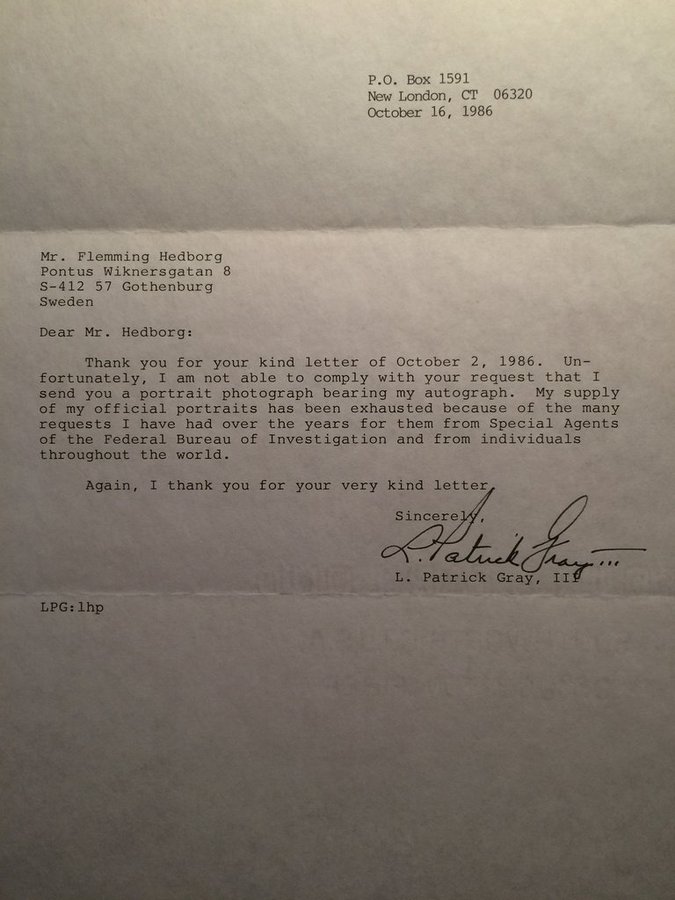 P.O. Box 1591
New London, CT  06320
October 16, 1986
Mr. Flemming Hedborg
Pontus Wiknersgatan 8
S-412 57 Gothenburg
Sweden
Dear Mr. Hedborg:
Thank you for your kind letter of October 2, 1986.  Un-
fortunately, I am not able to comply with your request that I
send you a portrait photograph bearing my autograph.  My supply
of my official portraits has been exhausted because of the many
requests I have had over the years for them from Special Agents
of the Federal Bureau of Investigation and from individuals
throughout the world.
Again, I thank you for your very kind letter.
Sincerely,
L. Patrick Gray III
L. Patrick Gray, III
LPG:lhp